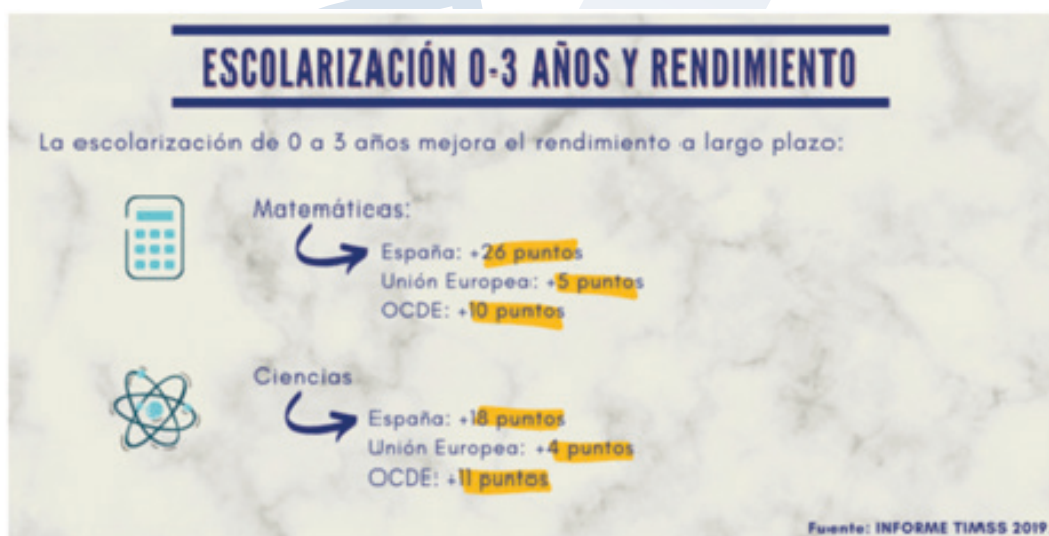 ESCOLARIZACIÓN 0-3 AÑOS Y RENDIMIENTO
La escolarización de 0 a 3 años mejora el rendimiento a largo plazo:
Matemáticas:
España: +26 puntos
Unión Europea: +5 puntos
OCDE: +10 puntos
Ciencias
España: +18 puntos
Unión Europea: +4 puntos
OCDE: +11 puntos
Fuente: INFORME TIMSS 2019